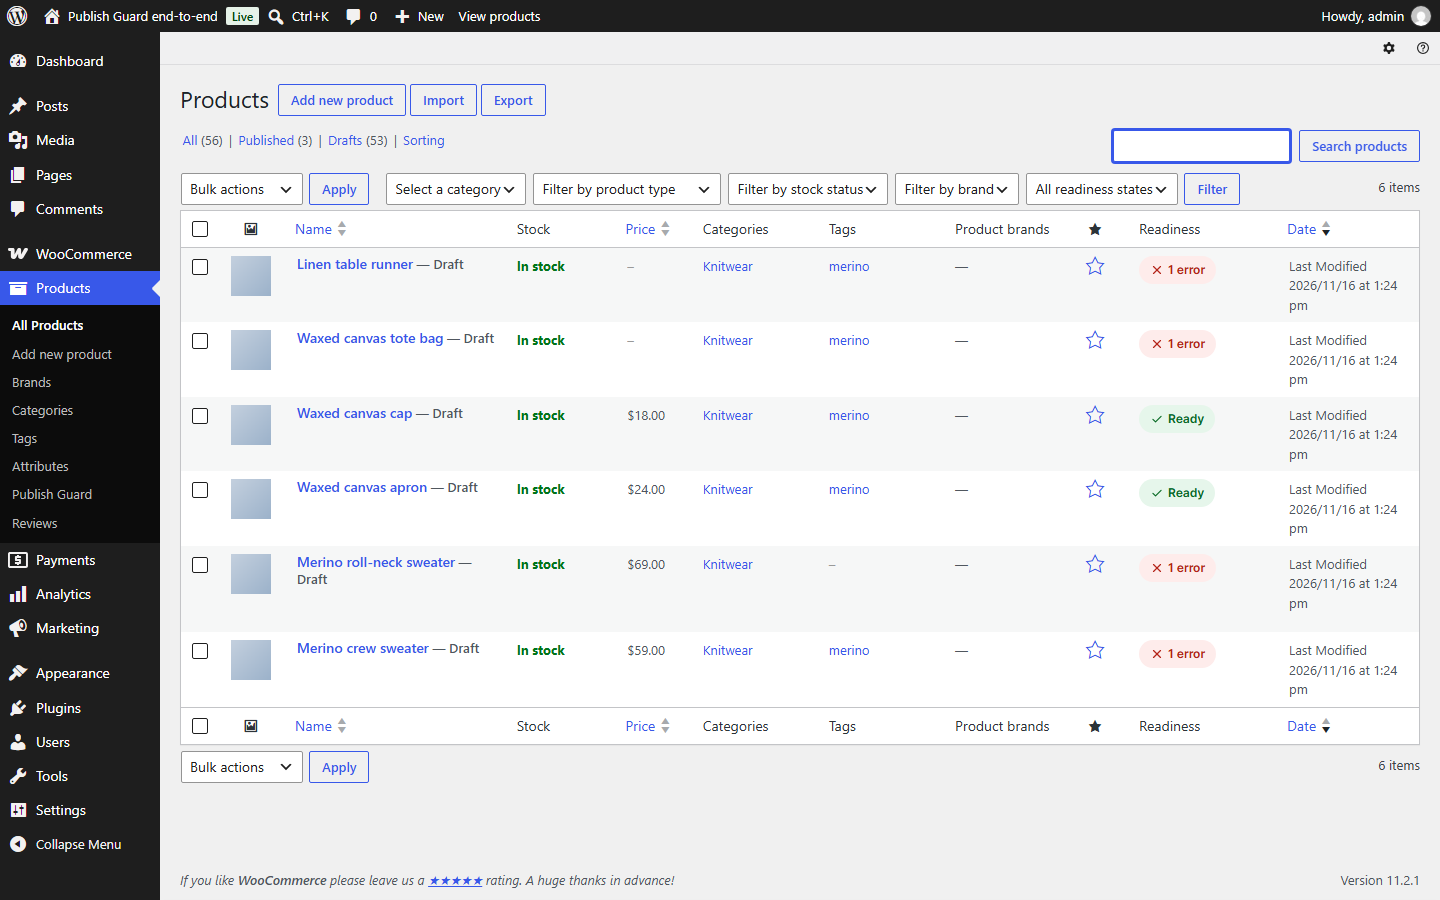 Publish Guard end-to-end Live Ctrl+K 0 New View products Howdy, admin
Dashboard
Posts
Media
Pages
Comments
WooCommerce
Products
All Products
Add new product
Brands
Categories
Tags
Attributes
Publish Guard
Reviews
Payments
Analytics
Marketing
Appearance
Plugins
Users
Tools
Settings
Collapse Menu
Products Add new product Import Export
All (56) | Published (3) | Drafts (53) | Sorting
Search products
Bulk actions Apply Select a category Filter by product type Filter by stock status Filter by brand All readiness states Filter 6 items
Name Stock Price Categories Tags Product brands Readiness Date
Linen table runner — Draft In stock – Knitwear merino — 1 error Last Modified
2026/11/16 at 1:24
pm
Waxed canvas tote bag — Draft In stock – Knitwear merino — 1 error Last Modified
2026/11/16 at 1:24
pm
Waxed canvas cap — Draft In stock $18.00 Knitwear merino — Ready Last Modified
2026/11/16 at 1:24
pm
Waxed canvas apron — Draft In stock $24.00 Knitwear merino — Ready Last Modified
2026/11/16 at 1:24
pm
Merino roll-neck sweater — In stock $69.00 Knitwear – — 1 error Last Modified
Draft 2026/11/16 at 1:24
pm
Merino crew sweater — Draft In stock $59.00 Knitwear merino — 1 error Last Modified
2026/11/16 at 1:24
pm
Name Stock Price Categories Tags Product brands Readiness Date
Bulk actions Apply 6 items
If you like WooCommerce please leave us a ★★★★★ rating. A huge thanks in advance! Version 11.2.1